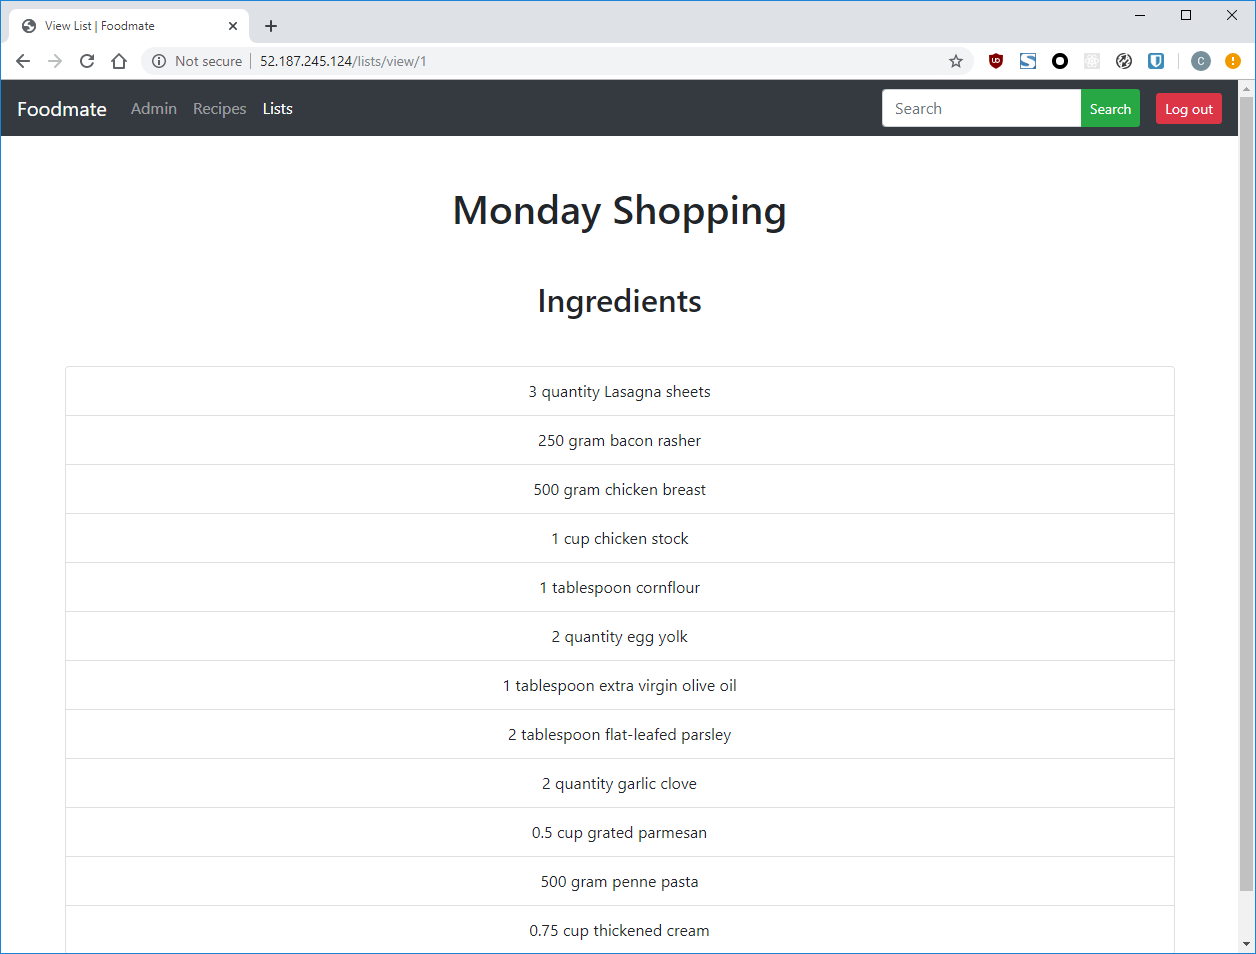 View List | Foodmate
Not secure | 52.187.245.124/lists/view/1
Foodmate Admin Recipes Lists Search Search Log out
Monday Shopping
Ingredients
3 quantity Lasagna sheets
250 gram bacon rasher
500 gram chicken breast
1 cup chicken stock
1 tablespoon cornflour
2 quantity egg yolk
1 tablespoon extra virgin olive oil
2 tablespoon flat-leafed parsley
2 quantity garlic clove
0.5 cup grated parmesan
500 gram penne pasta
0.75 cup thickened cream